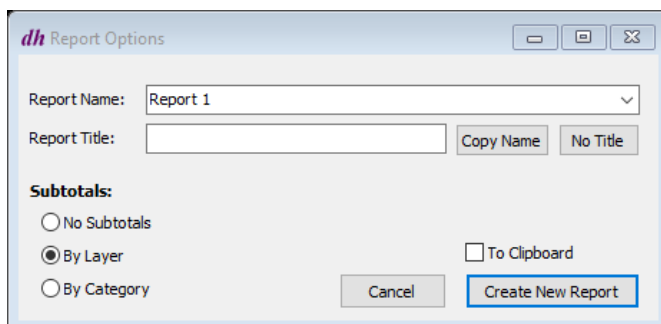 dh Report Options
Report Name: Report 1
Report Title: Copy Name No Title
Subtotals:
No Subtotals
By Layer
To Clipboard
By Category
Cancel Create New Report